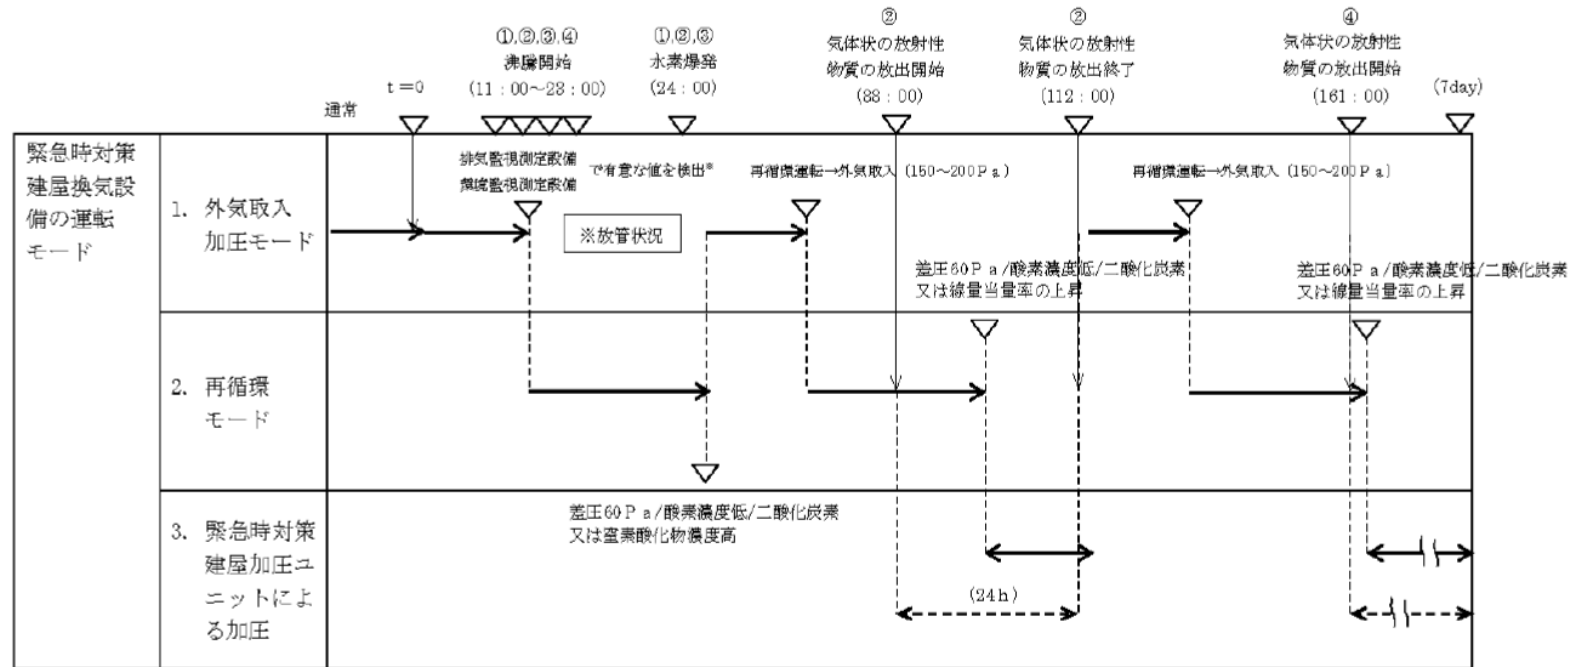 ②
気体状の放射性
物質の放出開始
(88：00)
②
気体状の放射性
物質の放出終了
(112：00)
④
気体状の放射性
物質の放出開始
(161：00)
①,②,③,④
沸騰開始
(11：00～23：00)
①,②,③
水素爆発
(24：00)
通常
t＝0
(7day)
緊急時対策
建屋換気設
備の運転
モード
1. 外気取入
加圧モード
排気監視測定設備
環境監視測定設備
で有意な値を検出※
※放管状況
再循環運転→外気取入 (150～200Pa)
再循環運転→外気取入 (150～200Pa)
差圧60Pa/酸素濃度低/二酸化炭素
又は線量当量率の上昇
差圧60Pa/酸素濃度低/二酸化炭素
又は線量当量率の上昇
2. 再循環
モード
3. 緊急時対策
建屋加圧ユ
ニットによ
る加圧
差圧60Pa/酸素濃度低/二酸化炭素
又は窒素酸化物濃度高
(24h)